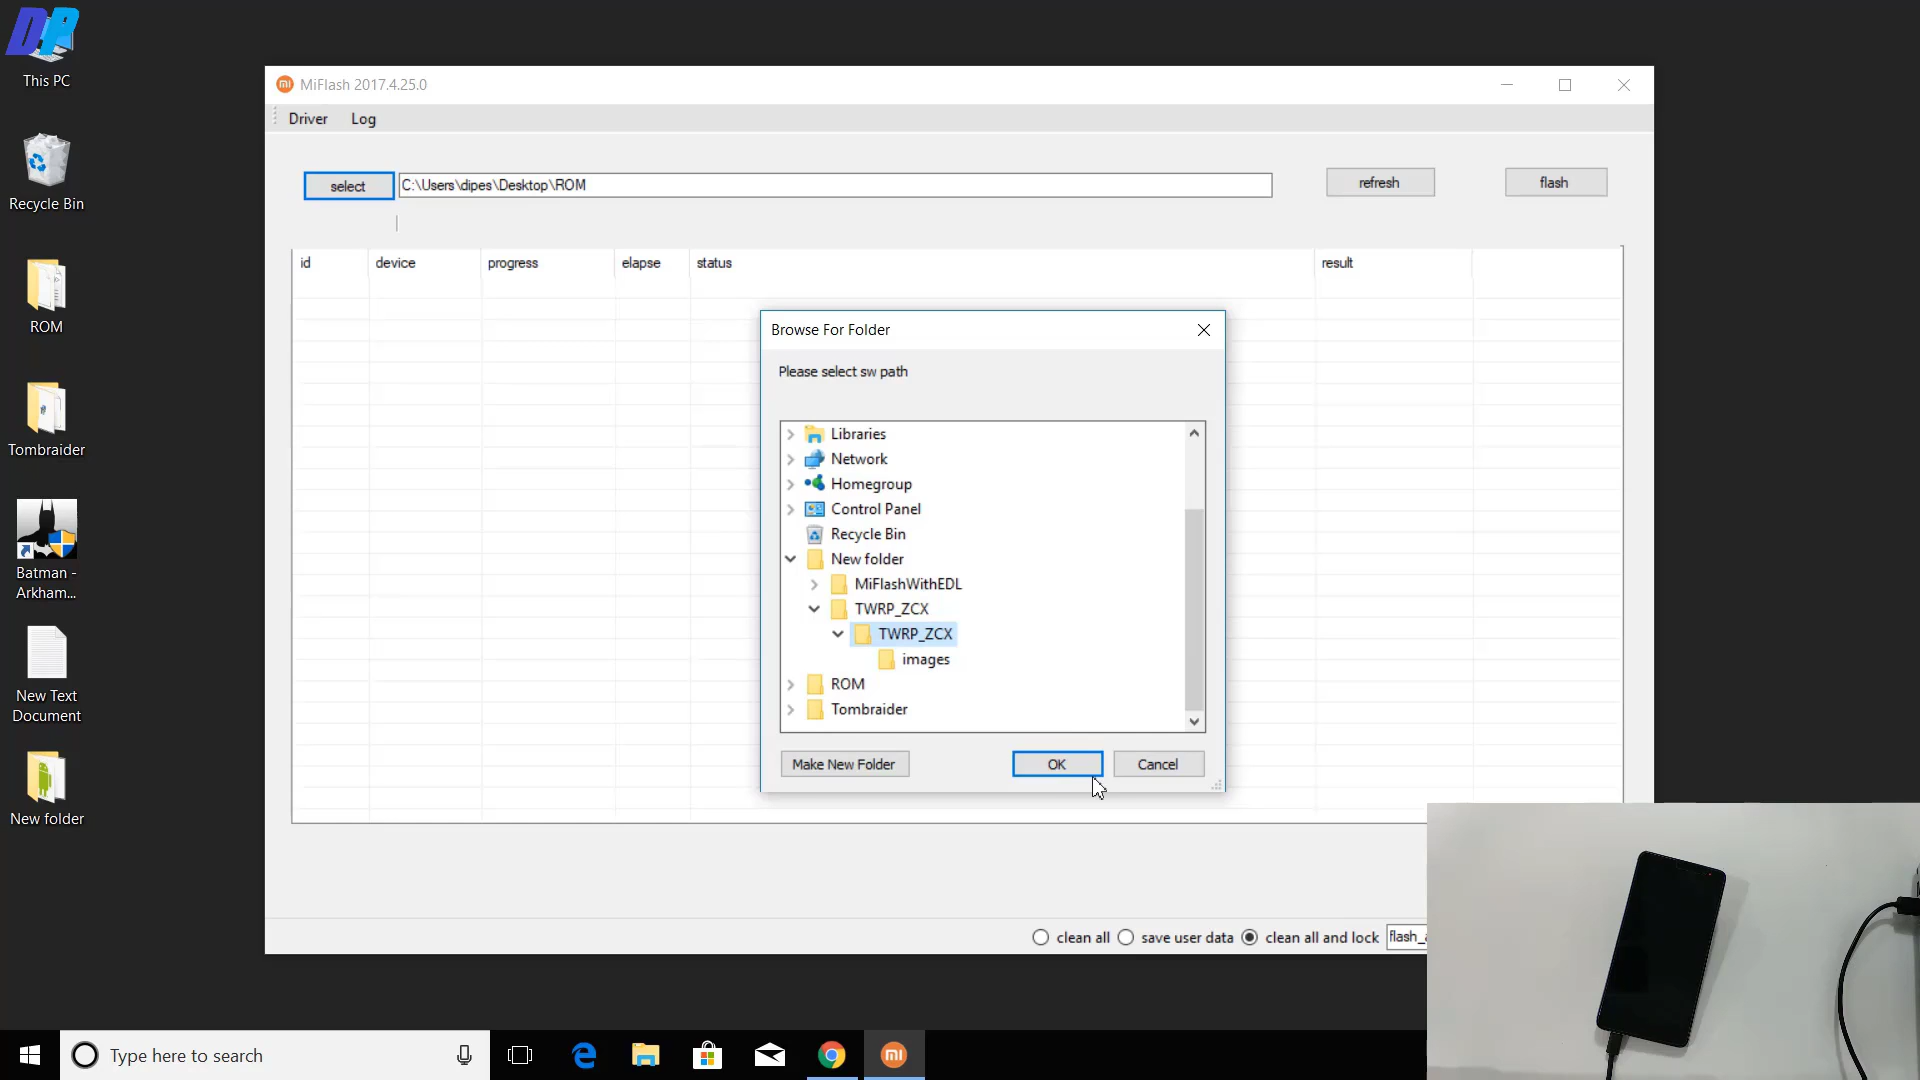 DP
This PC
Recycle Bin
ROM
Tombraider
Batman -
Arkham...
New Text
Document
New folder
mi
MiFlash 2017.4.25.0
Driver
Log
select
C:\Users\dipes\Desktop\ROM
refresh
flash
id
device
progress
elapse
status
result
Browse For Folder
Please select sw path
Libraries
Network
Homegroup
Control Panel
Recycle Bin
New folder
MiFlashWithEDL
TWRP_ZCX
TWRP_ZCX
images
ROM
Tombraider
Make New Folder
OK
Cancel
clean all
save user data
clean all and lock
Type here to search
mi